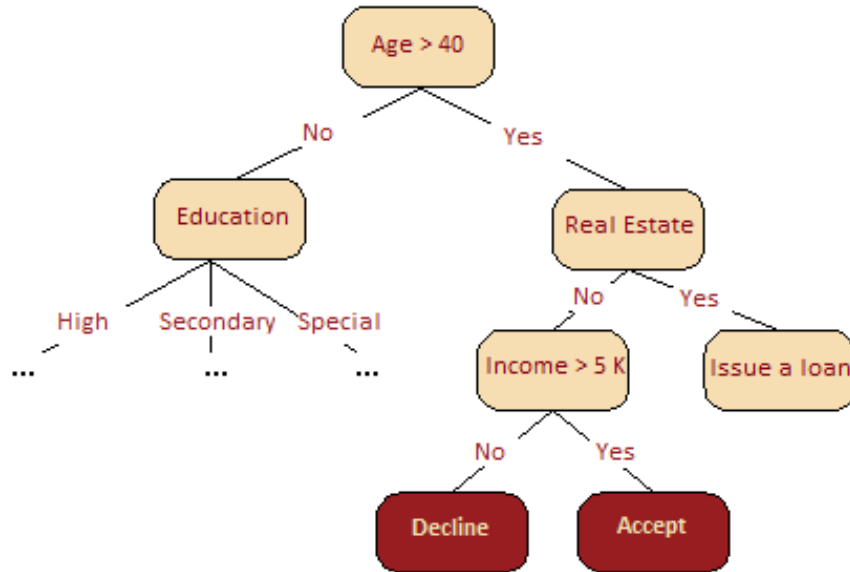 Age > 40
No
Yes
Education
Real Estate
High
Secondary
Special
No
Yes
...
...
...
Income > 5 K
Issue a loan
No
Yes
Decline
Accept